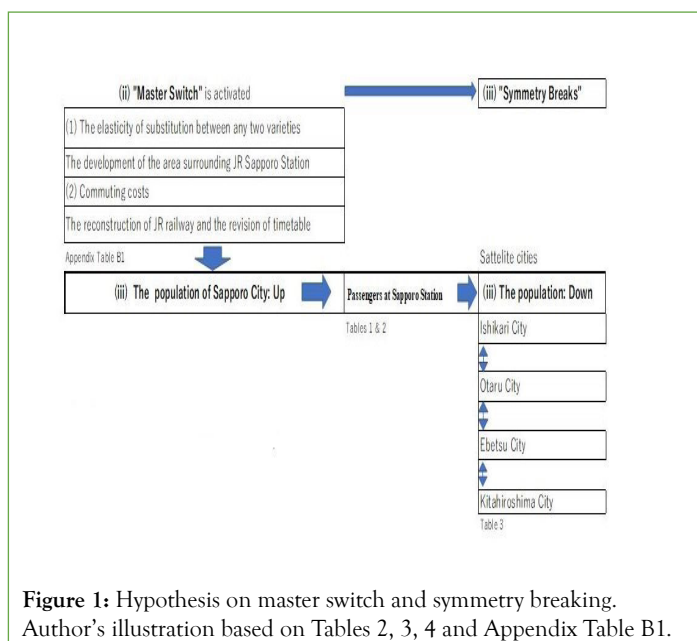 (ii) "Master Switch" is activated
(iii) "Symmetry Breaks"
(1) The elasticity of substitution between any two varieties
The development of the area surrounding JR Sapporo Station
(2) Commuting costs
The reconstruction of JR railway and the revision of timetable
Appendix Table B1
Sattelite cities
(iii) The population of Sapporo City: Up
Passengers at Sapporo Station
(iii) The population: Down
Tables 1 & 2
Ishikari City
Otaru City
Ebetsu City
Kitahiroshima City
Table 3
Figure 1: Hypothesis on master switch and symmetry breaking.
Author's illustration based on Tables 2, 3, 4 and Appendix Table B1.